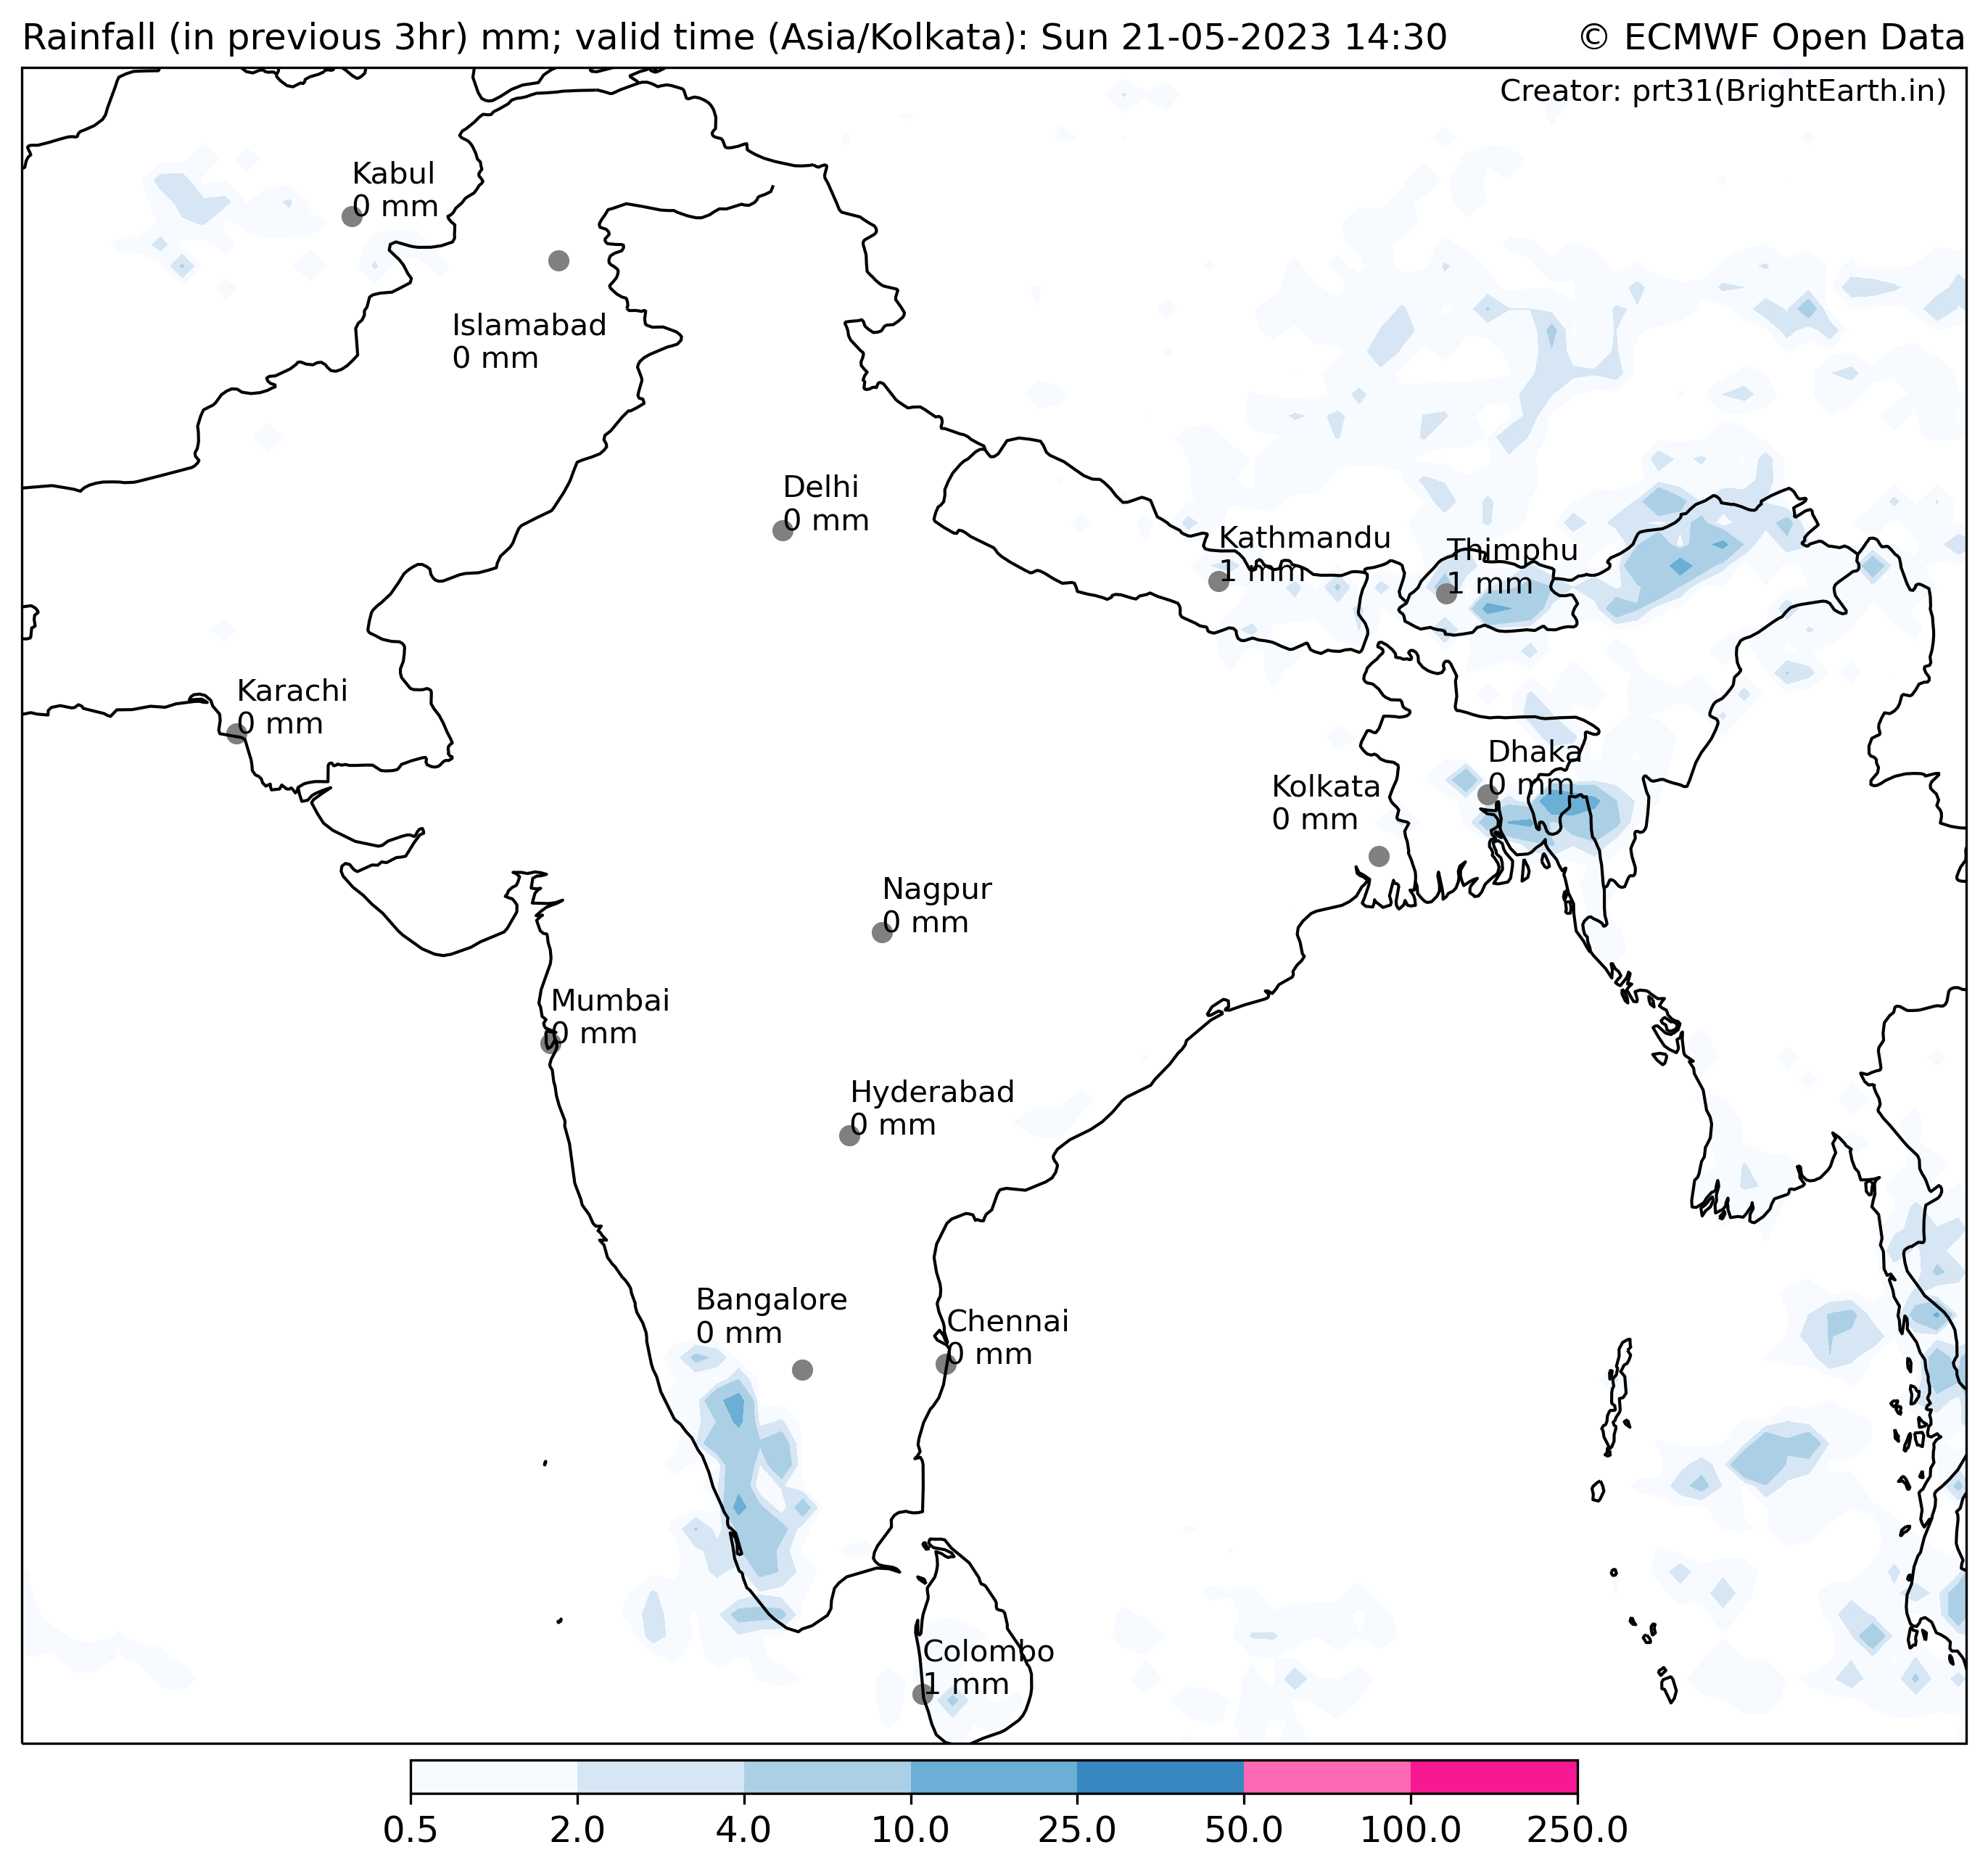 Rainfall (in previous 3hr) mm; valid time (Asia/Kolkata): Sun 21-05-2023 14:30
© ECMWF Open Data
Creator: prt31(BrightEarth.in)
Kabul
0 mm
Islamabad
0 mm
Delhi
0 mm
Kathmandu
1 mm
Thimphu
1 mm
Karachi
0 mm
Dhaka
0 mm
Kolkata
0 mm
Nagpur
0 mm
Mumbai
0 mm
Hyderabad
0 mm
Bangalore
0 mm
Chennai
0 mm
Colombo
1 mm
0.5 2.0 4.0 10.0 25.0 50.0 100.0 250.0